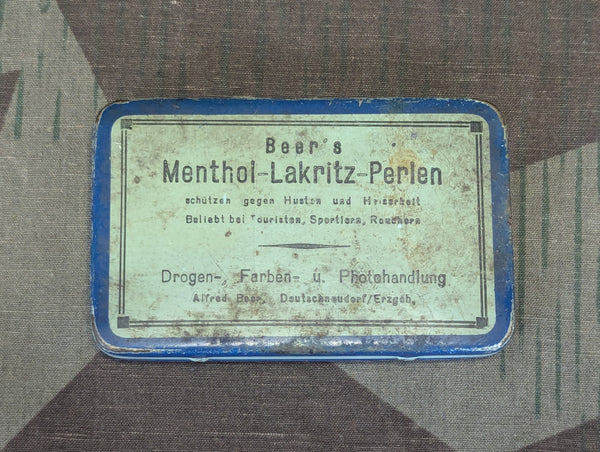 Beer's
Menthol-Lakritz-Perlen
schützen gegen Husten und Heiserkeit
Beliebt bei Touristen, Sportlern, Rauchern
Drogen-, Farben- u. Photohandlung
Alfred Beer, Deutschneudorf/Erzgeb.